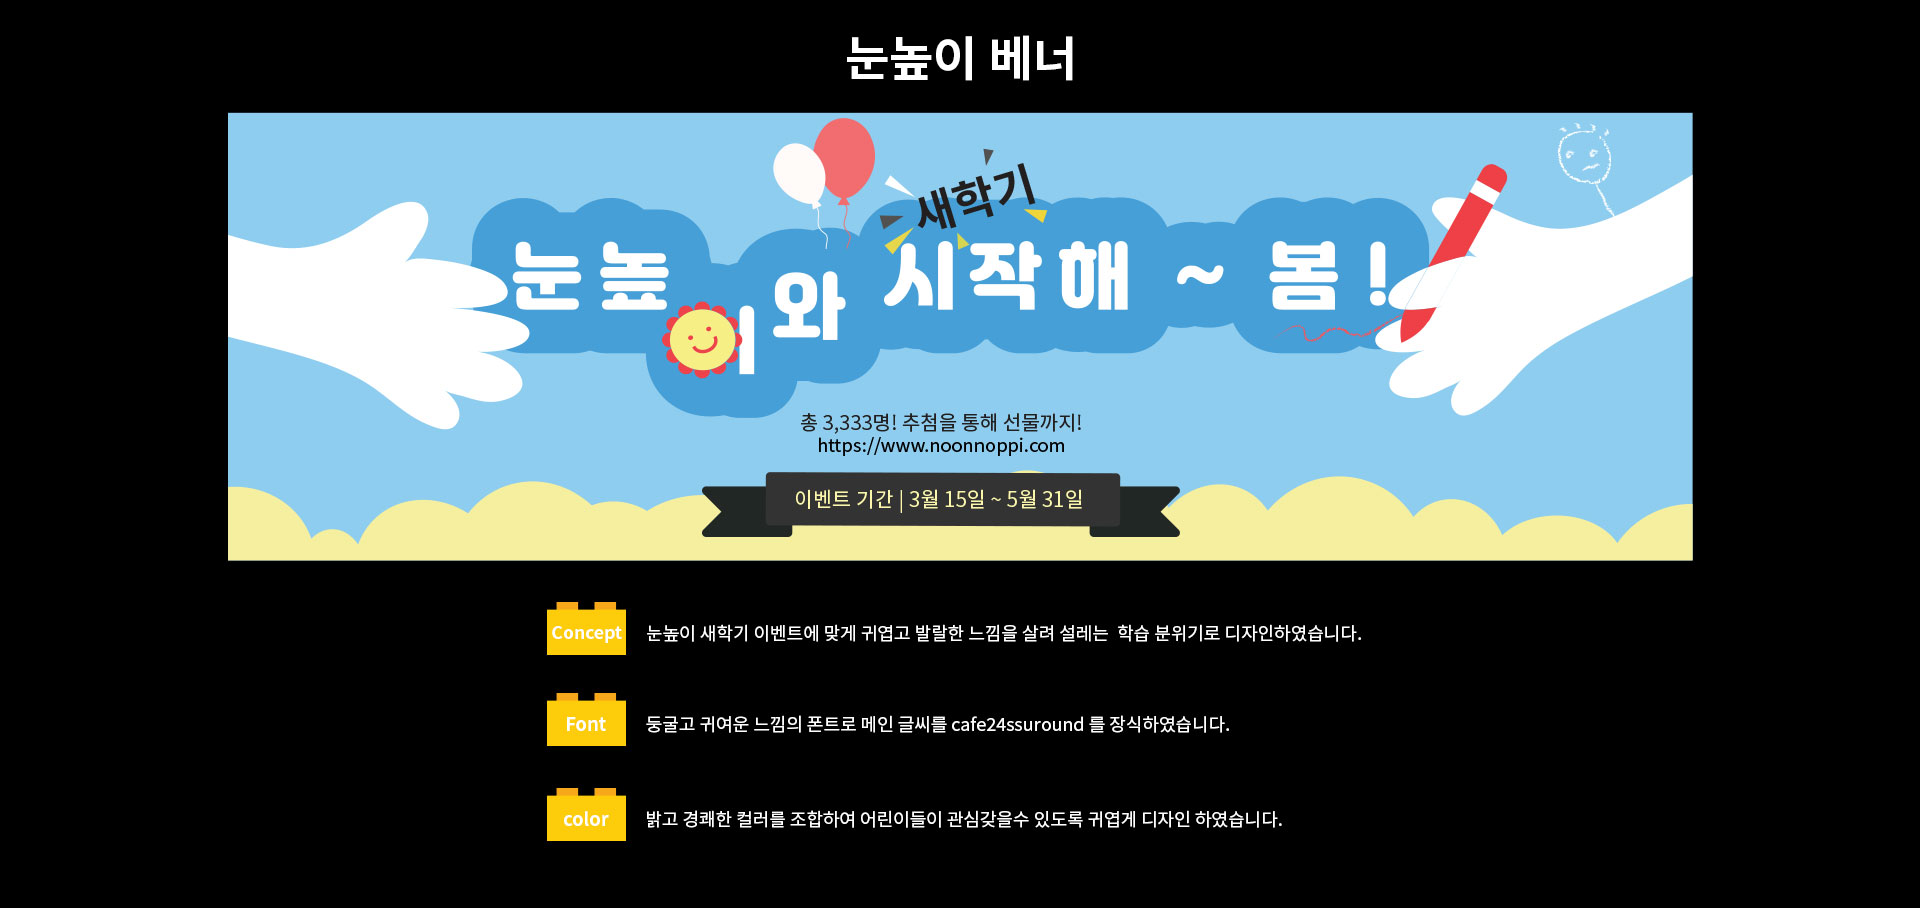 눈높이 베너
새학기
눈높이와 시작해 ~ 봄!
총 3,333명! 추첨을 통해 선물까지!
https://www.noonnoppi.com
이벤트 기간 | 3월 15일 ~ 5월 31일
Concept 눈높이 새학기 이벤트에 맞게 귀엽고 발랄한 느낌을 살려 설레는 학습 분위기로 디자인하였습니다.
Font 둥굴고 귀여운 느낌의 폰트로 메인 글씨를 cafe24ssuround 를 장식하였습니다.
color 밝고 경쾌한 컬러를 조합하여 어린이들이 관심갖을수 있도록 귀엽게 디자인 하였습니다.